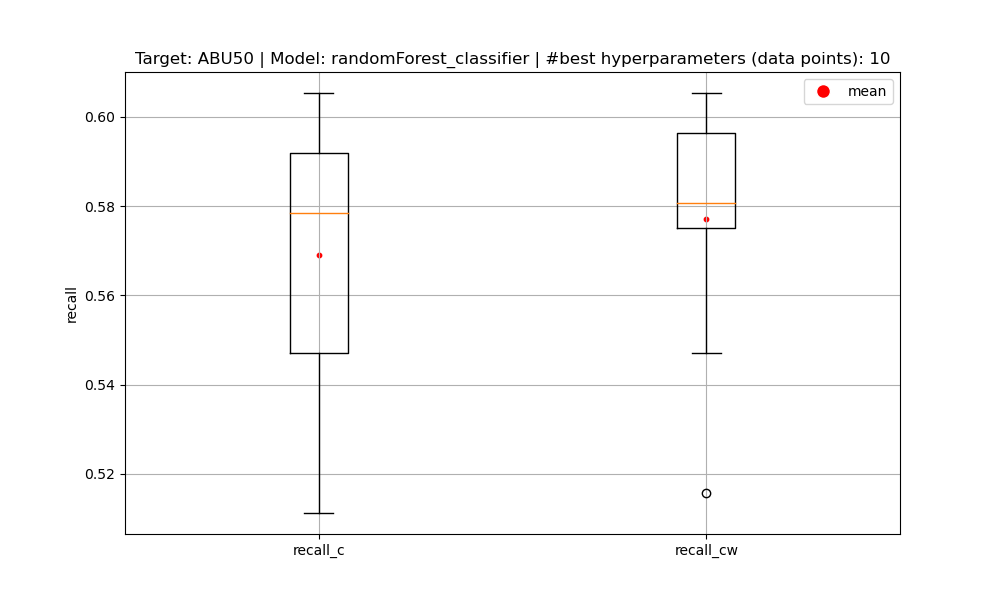 Target: ABU50 | Model: randomForest_classifier | #best hyperparameters (data points): 10
mean
0.60
0.58
0.56
0.54
0.52
recall
recall_c
recall_cw